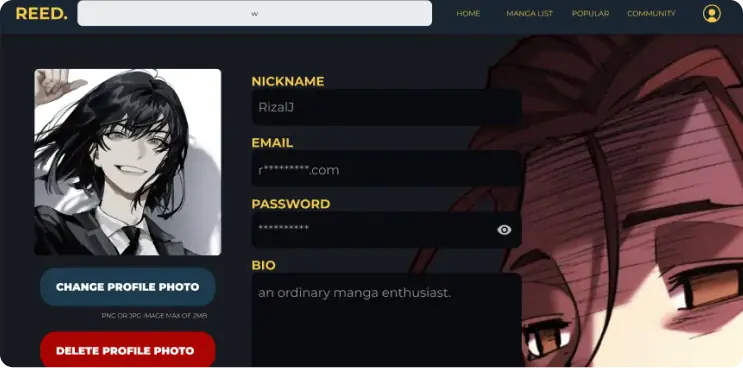 REED.
w
HOME
MANGA LIST
POPULAR
COMMUNITY
NICKNAME
RizalJ
EMAIL
r*********.com
PASSWORD
**********
BIO
an ordinary manga enthusiast.
CHANGE PROFILE PHOTO
PNG OR JPG IMAGE MAX OF 2MB
DELETE PROFILE PHOTO